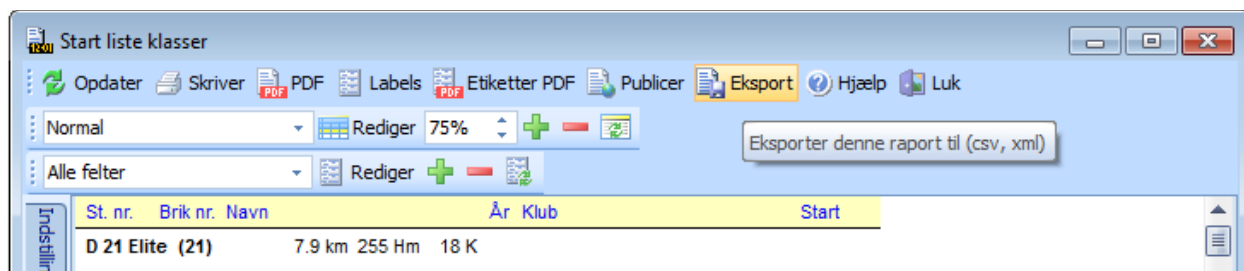 Start liste klasser
Opdater Skriver PDF Labels Etiketter PDF Publicer Eksport Hjælp Luk
Normal Rediger 75%
Eksporter denne raport til (csv, xml)
Alle felter Rediger
St. nr. Brik nr. Navn År Klub Start
D 21 Elite (21) 7.9 km 255 Hm 18 K